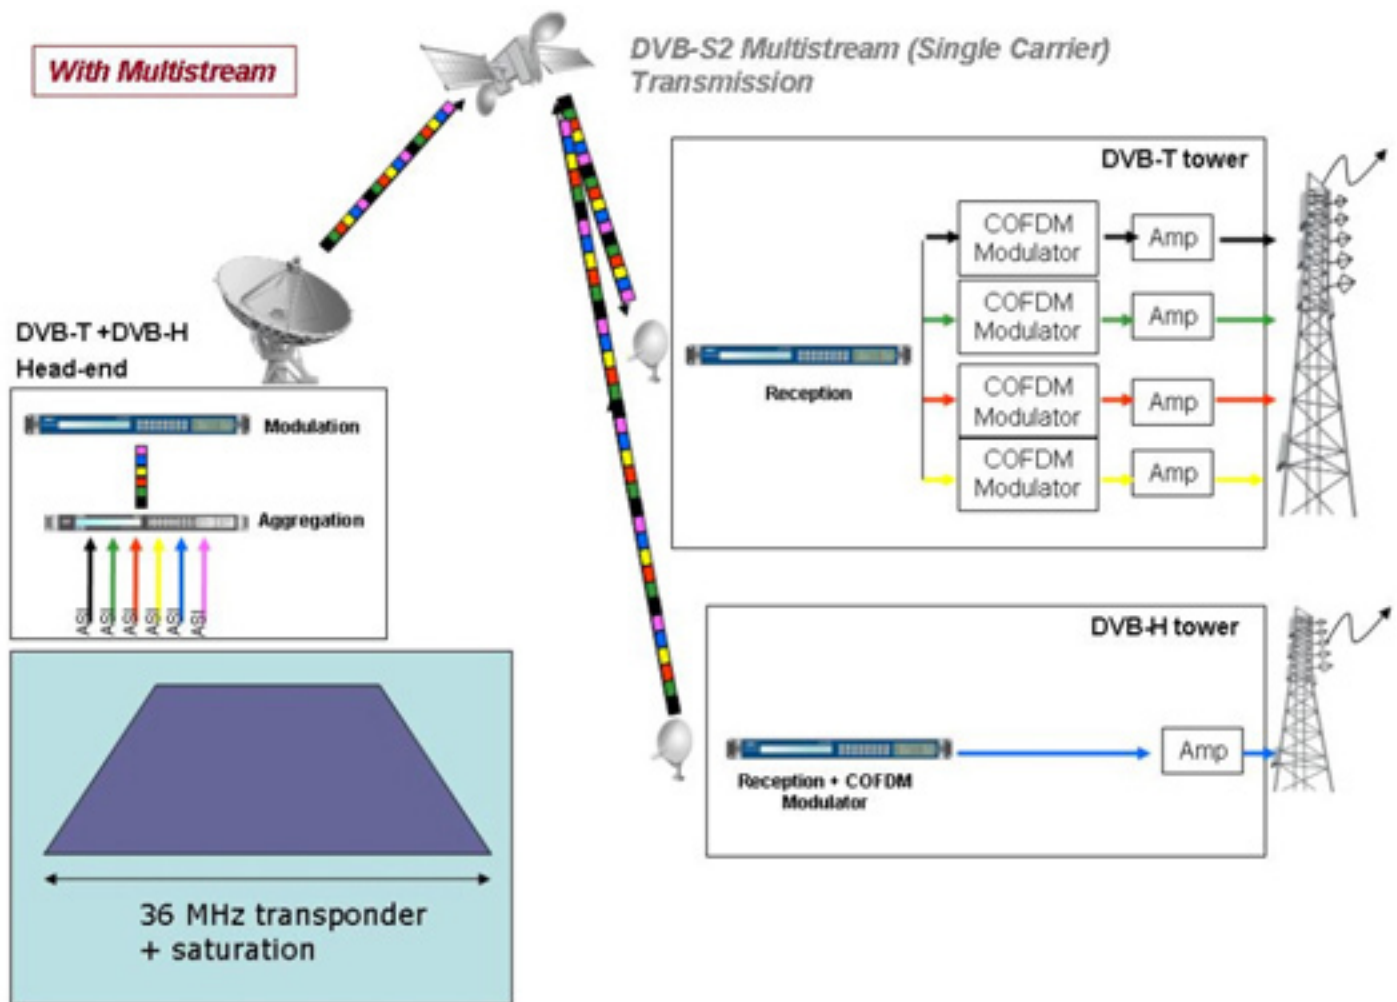 With Multistream
DVB-S2 Multistream (Single Carrier)
Transmission
DVB-T +DVB-H
Head-end
Modulation
Aggregation
ASI
ASI
ASI
ASI
ASI
ASI
36 MHz transponder
+ saturation
DVB-T tower
Reception
COFDM
Modulator
Amp
COFDM
Modulator
Amp
COFDM
Modulator
Amp
COFDM
Modulator
Amp
DVB-H tower
Reception + COFDM
Modulator
Amp